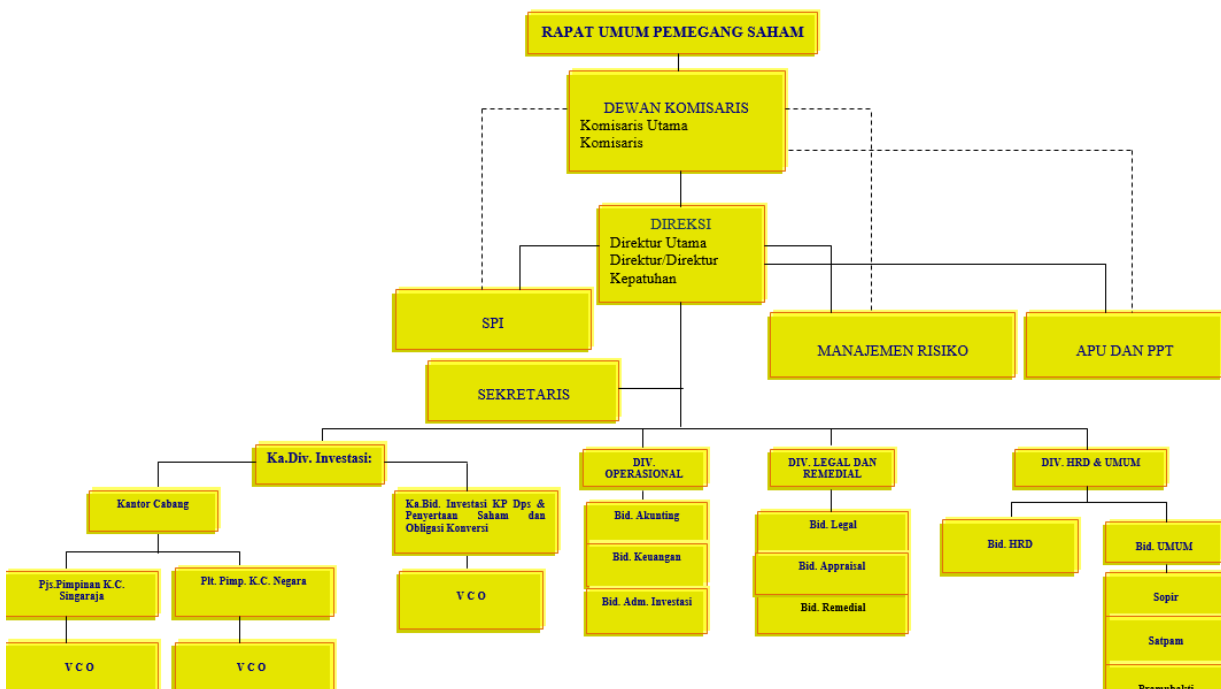 RAPAT UMUM PEMEGANG SAHAM
DEWAN KOMISARIS
Komisaris Utama
Komisaris
DIREKSI
Direktur Utama
Direktur/Direktur
Kepatuhan
SPI
MANAJEMEN RISIKO
APU DAN PPT
SEKRETARIS
Ka.Div. Investasi:
DIV.
OPERASIONAL
DIV. LEGAL DAN
REMEDIAL
DIV. HRD & UMUM
Kantor Cabang
Ka.Bid. Investasi KP Dps &
Penyertaan Saham dan
Obligasi Konversi
Bid. Akunting
Bid. Legal
Bid. HRD
Bid. UMUM
Pjs.Pimpinan K.C.
Singaraja
Plt. Pimp. K.C. Negara
V C O
Bid. Keuangan
Bid. Appraisal
Bid. Adm. Investasi
Bid. Remedial
Sopir
V C O
V C O
Satpam
Pramubakti